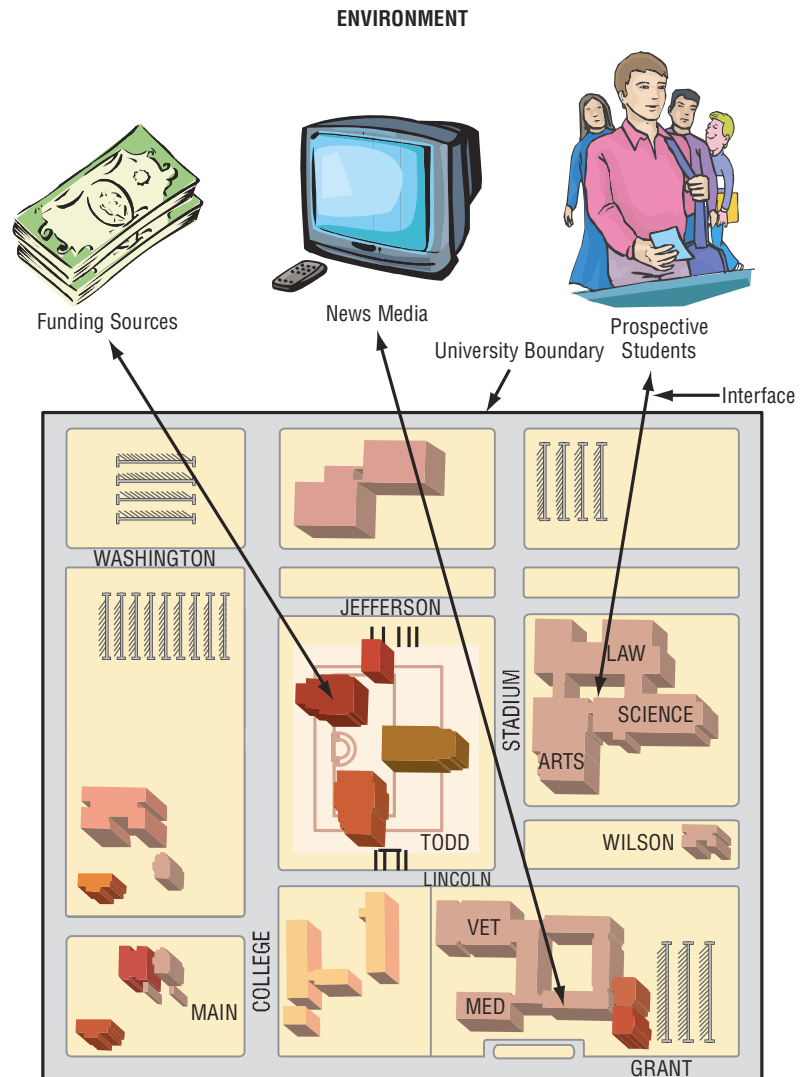 ENVIRONMENT
Funding Sources
News Media
Prospective
Students
University Boundary
Interface
WASHINGTON
JEFFERSON
STADIUM
LAW
SCIENCE
ARTS
TODD
WILSON
LINCOLN
COLLEGE
VET
MED
MAIN
GRANT